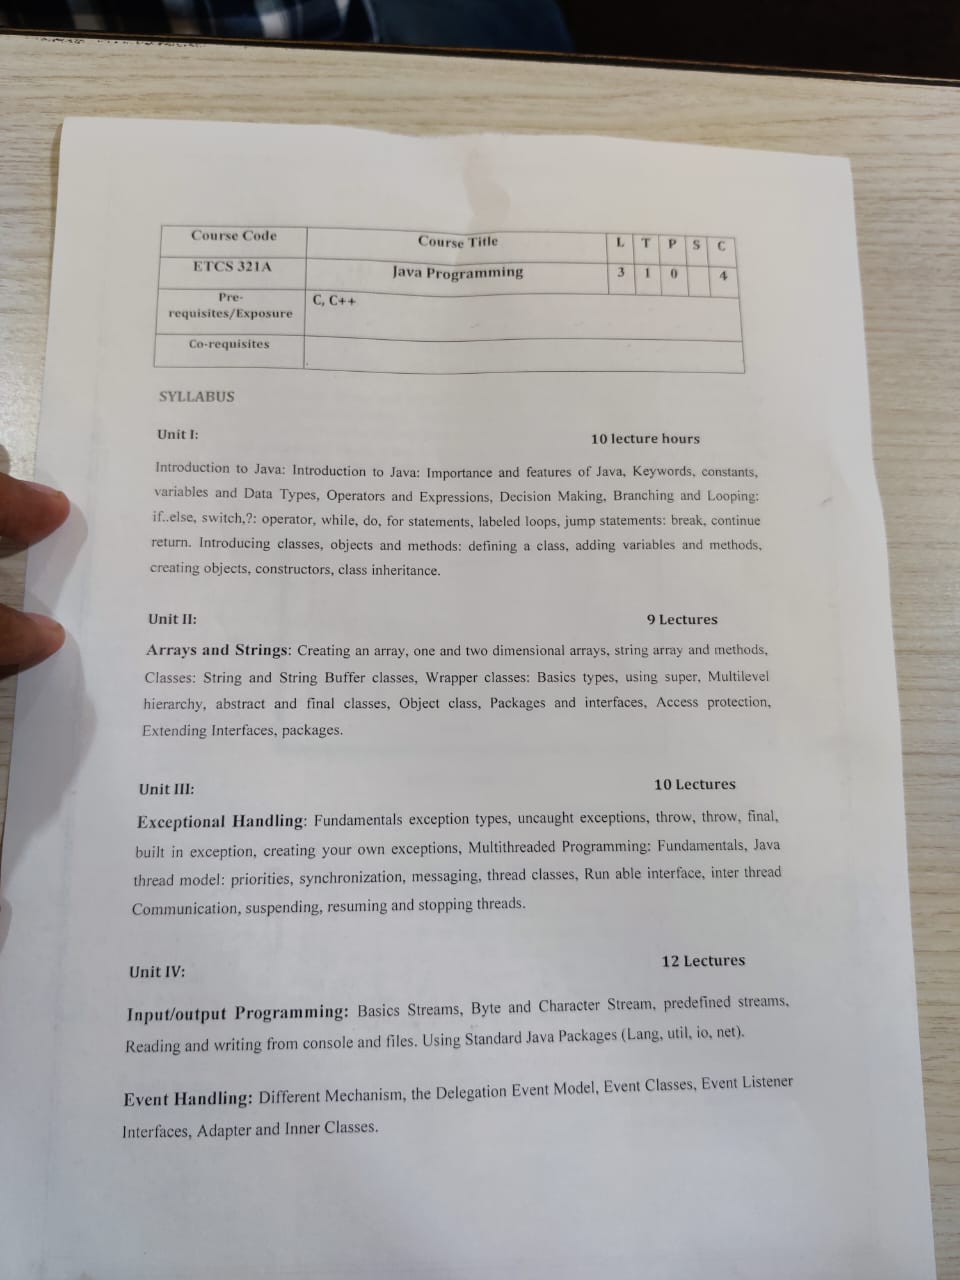 Course Code Course Title L T P S C
ETCS 321A Java Programming 3 1 0 4
Pre-
requisites/Exposure C, C++
Co-requisites
SYLLABUS
Unit I: 10 lecture hours
Introduction to Java: Introduction to Java: Importance and features of Java, Keywords, constants,
variables and Data Types, Operators and Expressions, Decision Making, Branching and Looping:
if..else, switch,?: operator, while, do, for statements, labeled loops, jump statements: break, continue
return. Introducing classes, objects and methods: defining a class, adding variables and methods,
creating objects, constructors, class inheritance.
Unit II: 9 Lectures
Arrays and Strings: Creating an array, one and two dimensional arrays, string array and methods,
Classes: String and String Buffer classes, Wrapper classes: Basics types, using super, Multilevel
hierarchy, abstract and final classes, Object class, Packages and interfaces, Access protection,
Extending Interfaces, packages.
Unit III: 10 Lectures
Exceptional Handling: Fundamentals exception types, uncaught exceptions, throw, throw, final,
built in exception, creating your own exceptions, Multithreaded Programming: Fundamentals, Java
thread model: priorities, synchronization, messaging, thread classes, Run able interface, inter thread
Communication, suspending, resuming and stopping threads.
Unit IV: 12 Lectures
Input/output Programming: Basics Streams, Byte and Character Stream, predefined streams,
Reading and writing from console and files. Using Standard Java Packages (Lang, util, io, net).
Event Handling: Different Mechanism, the Delegation Event Model, Event Classes, Event Listener
Interfaces, Adapter and Inner Classes.